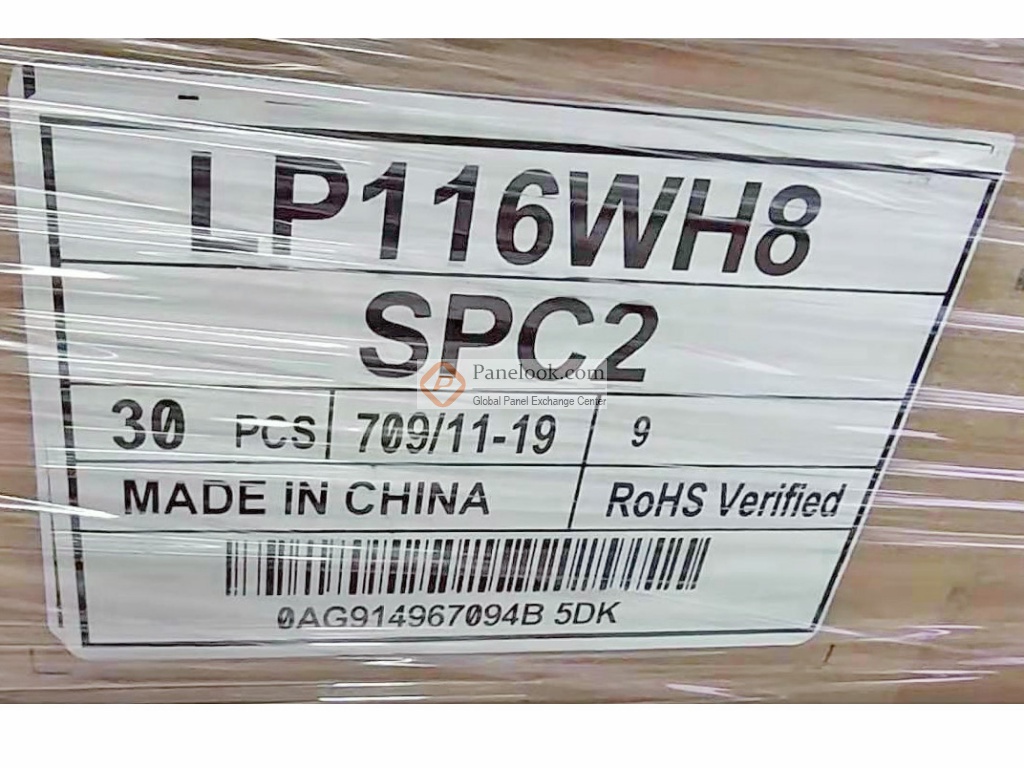 LP116WH8
SPC2
Panelook.com
Global Panel Exchange Center
30 PCS 709/11-19 9
MADE IN CHINA RoHS Verified
0AG914967094B 5DK